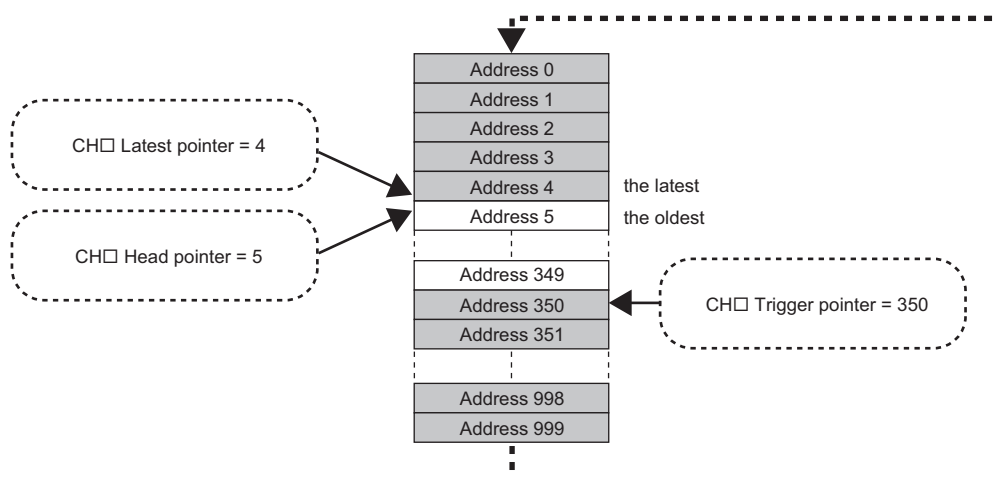 Address 0
Address 1
Address 2
Address 3
CH□ Latest pointer = 4
Address 4
the latest
Address 5
the oldest
CH□ Head pointer = 5
Address 349
Address 350
CH□ Trigger pointer = 350
Address 351
Address 998
Address 999